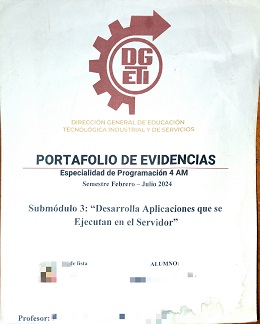 DGETI
DIRECCIÓN GENERAL DE EDUCACIÓN
TECNOLÓGICA INDUSTRIAL Y DE SERVICIOS
PORTAFOLIO DE EVIDENCIAS
Especialidad de Programación 4 AM
Semestre Febrero – Julio 2024
Submódulo 3: “Desarrolla Aplicaciones que se
Ejecutan en el Servidor”
de lista ALUMNO:
Profesor: